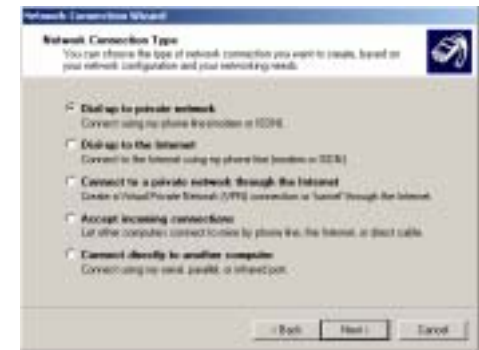 Network Connection Wizard
Network Connection Type
You can choose the type of network connection you want to create, based on
your network configuration and your networking needs.
Dial-up to private network
Connect using my phone line (modem or ISDN).
Dial-up to the Internet
Connect to the Internet using my phone line (modem or ISDN).
Connect to a private network through the Internet
Create a Virtual Private Network (VPN) connection or 'tunnel' through the Internet.
Accept incoming connections
Let other computers connect to mine by phone line, the Internet, or direct cable.
Connect directly to another computer
Connect using my serial, parallel, or infrared port.
< Back
Next >
Cancel